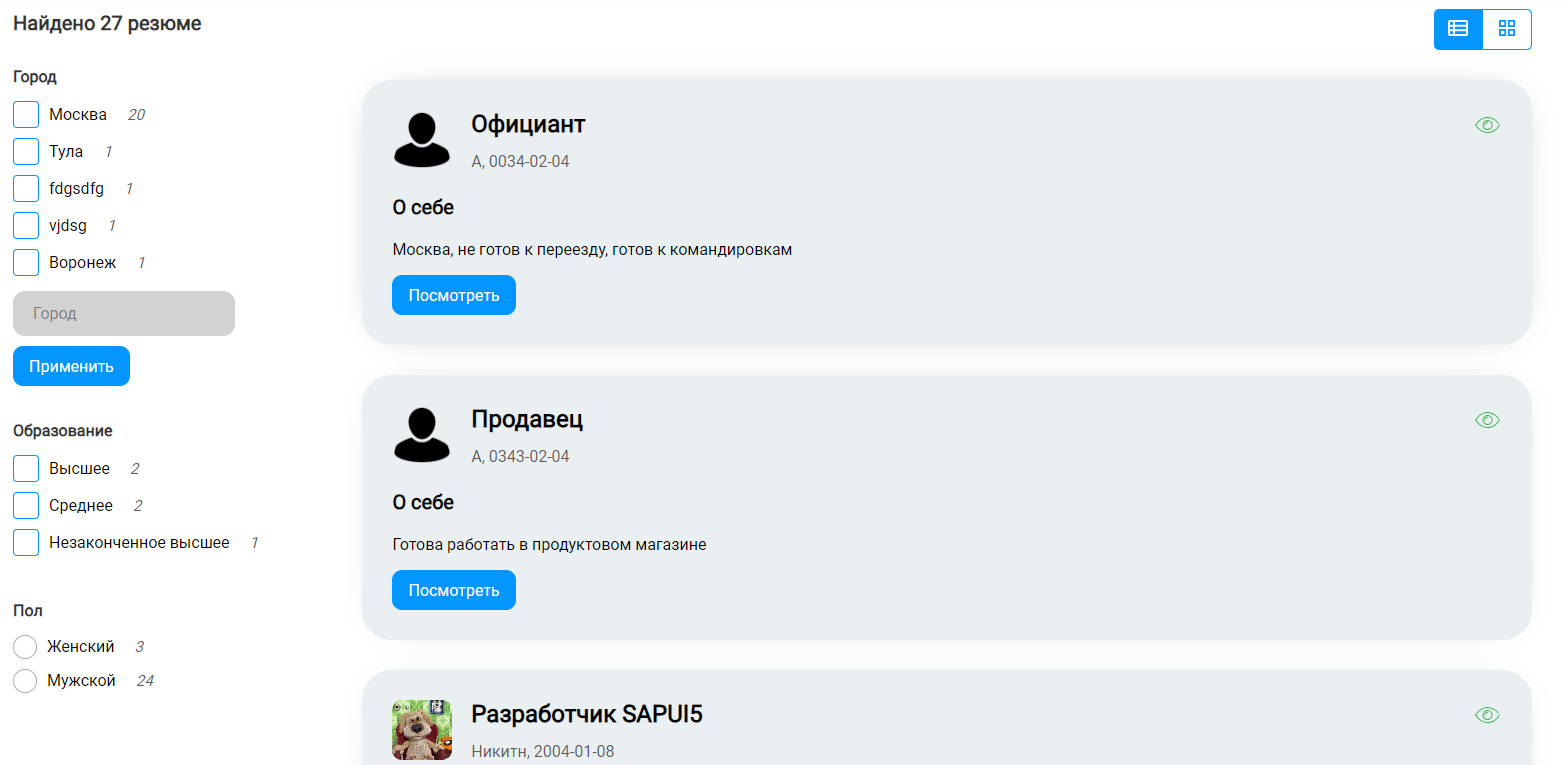 Найдено 27 резюме
Город
Москва 20
Тула 1
fdgsdfg 1
vjdsg 1
Воронеж 1
Город
Применить
Образование
Высшее 2
Среднее 2
Незаконченное высшее 1
Пол
Женский 3
Мужской 24
Официант
А, 0034-02-04
О себе
Москва, не готов к переезду, готов к командировкам
Посмотреть
Продавец
А, 0343-02-04
О себе
Готова работать в продуктовом магазине
Посмотреть
Разработчик SAPUI5
Никитн, 2004-01-08